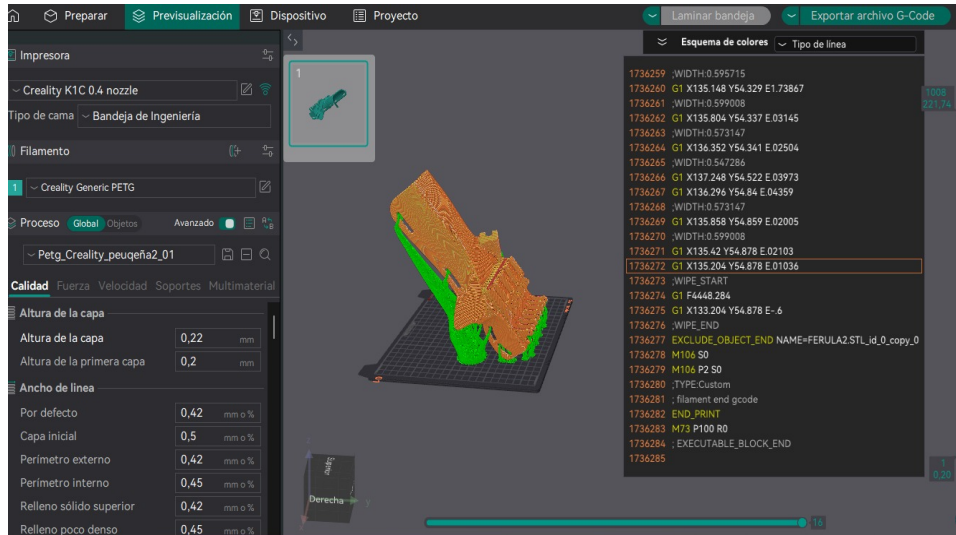 Preparar
Previsualización
Dispositivo
Proyecto
Laminar bandeja
Exportar archivo G-Code
Impresora
Creality K1C 0.4 nozzle
Tipo de cama
Bandeja de Ingeniería
Filamento
1
Creality Generic PETG
Proceso
Global
Objetos
Avanzado
Petg_Creality_peuqeña2_01
Calidad
Fuerza
Velocidad
Soportes
Multimaterial
Altura de la capa
Altura de la capa 0,22 mm
Altura de la primera capa 0,2 mm
Ancho de linea
Por defecto 0,42 mm o %
Capa inicial 0,5 mm o %
Perímetro externo 0,42 mm o %
Perímetro interno 0,45 mm o %
Relleno sólido superior 0,42 mm o %
Relleno poco denso 0,45 mm o %
1
Derecha
Esquema de colores
Tipo de linea
1736259 ;WIDTH:0.595715
1736260 G1 X135.148 Y54.329 E1.73867
1736261 ;WIDTH:0.599008
1736262 G1 X135.804 Y54.337 E.03145
1736263 ;WIDTH:0.573147
1736264 G1 X136.352 Y54.341 E.02504
1736265 ;WIDTH:0.547286
1736266 G1 X137.248 Y54.522 E.03973
1736267 G1 X136.296 Y54.84 E.04359
1736268 ;WIDTH:0.573147
1736269 G1 X135.858 Y54.859 E.02005
1736270 ;WIDTH:0.599008
1736271 G1 X135.42 Y54.878 E.02103
1736272 G1 X135.204 Y54.878 E.01036
1736273 ;WIPE_START
1736274 G1 F4448.284
1736275 G1 X133.204 Y54.878 E-.6
1736276 ;WIPE_END
1736277 EXCLUDE_OBJECT_END NAME=FERULA2.STL_id_0_copy_0
1736278 M106 S0
1736279 M106 P2 S0
1736280 ;TYPE:Custom
1736281 ; filament end gcode
1736282 END_PRINT
1736283 M73 P100 R0
1736284 ; EXECUTABLE_BLOCK_END
1736285
1008
221,74
1
0,20
16